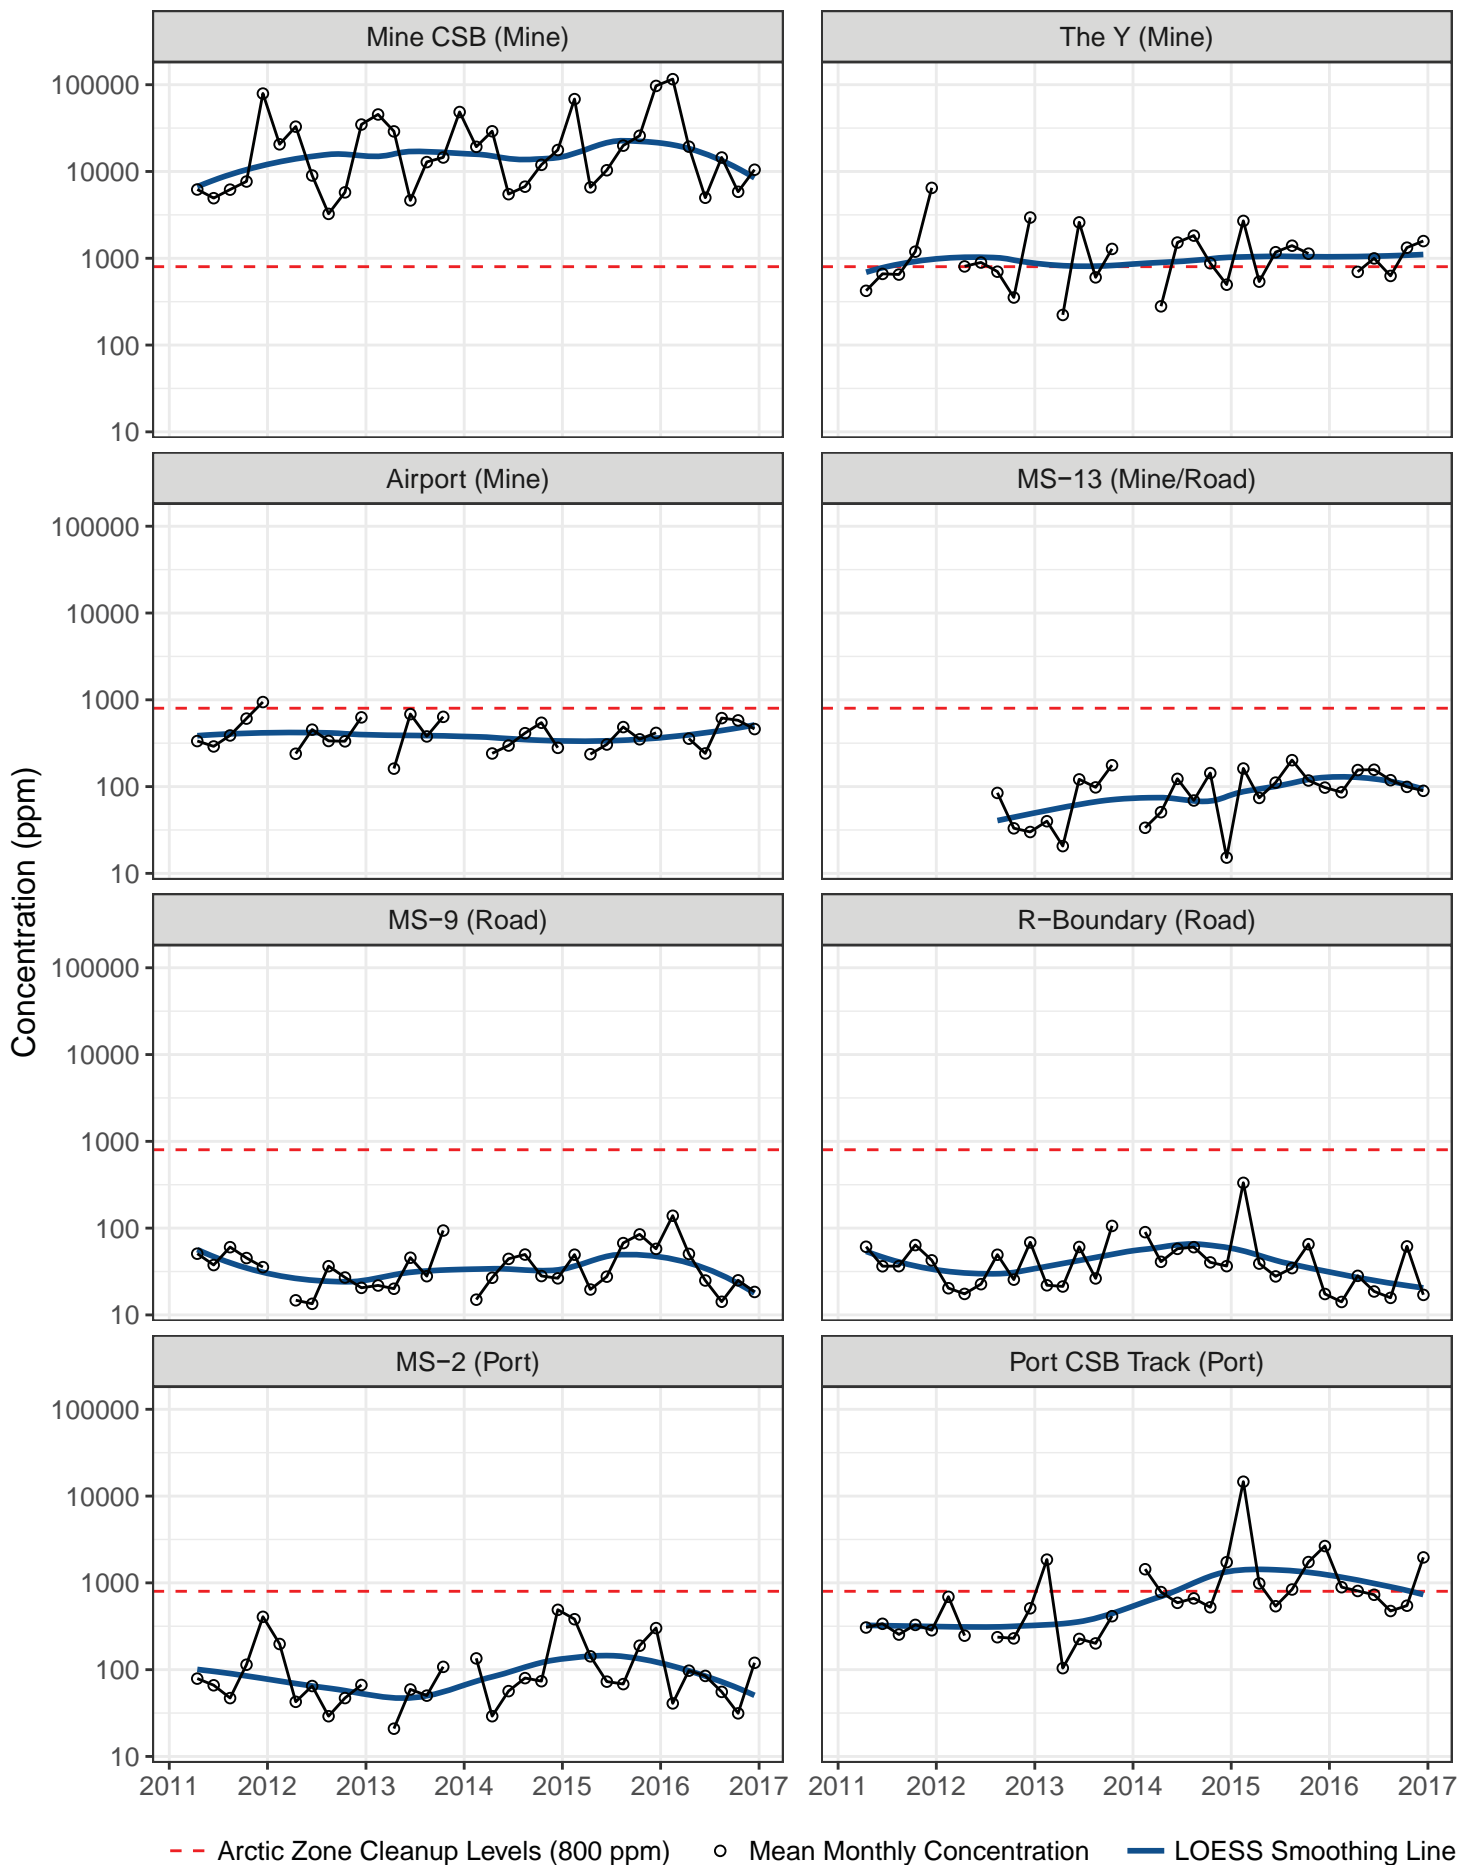 Mine CSB (Mine)
The Y (Mine)
100000
10000
1000
100
10
Airport (Mine)
MS−13 (Mine/Road)
100000
10000
1000
100
10
Concentration (ppm)
MS−9 (Road)
R−Boundary (Road)
100000
10000
1000
100
10
MS−2 (Port)
Port CSB Track (Port)
100000
10000
1000
100
10
2011 2012 2013 2014 2015 2016 2017 2011 2012 2013 2014 2015 2016 2017
Arctic Zone Cleanup Levels (800 ppm) Mean Monthly Concentration LOESS Smoothing Line